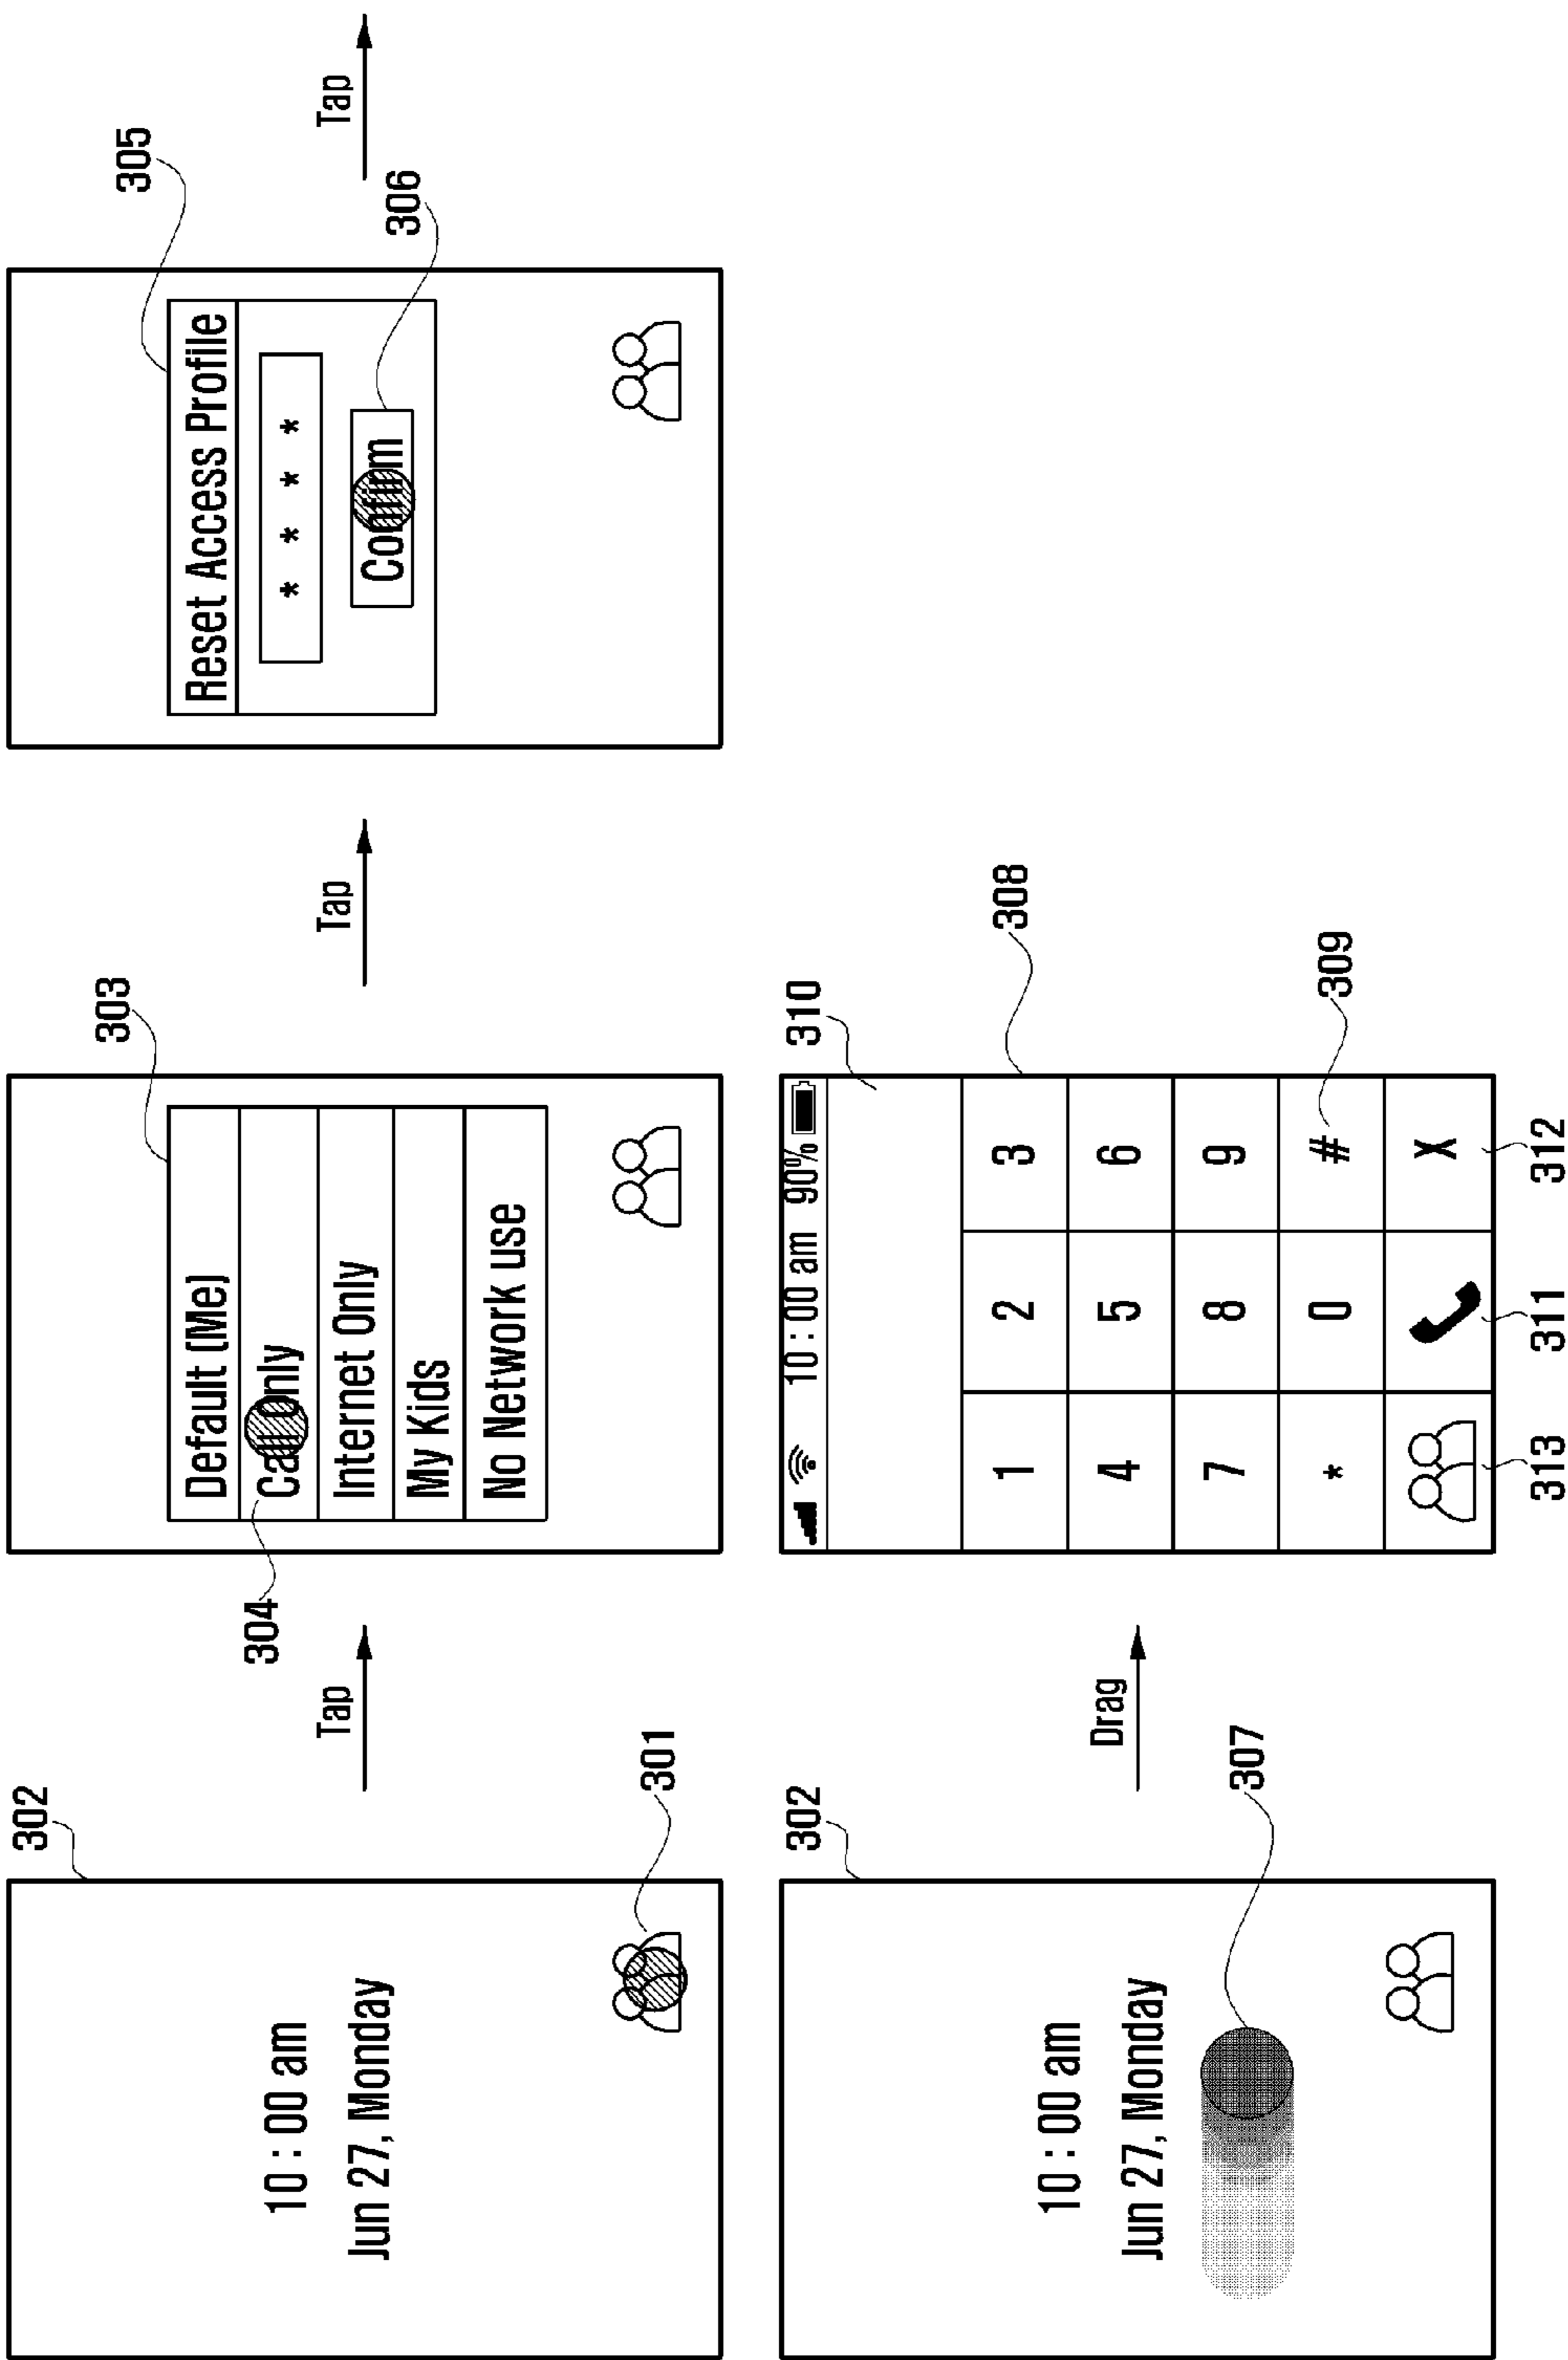 302
10 : 00 am
Jun 27, Monday
301
Tap
303
Default (Me)
304
Call Only
Internet Only
My Kids
No Network use
Tap
305
Reset Access Profile
* * * *
Confirm
306
Tap
302
10 : 00 am
Jun 27, Monday
307
Drag
310
10 : 00 am 90%
308
1 2 3
4 5 6
7 8 9
* 0 #
309
X
313 311 312